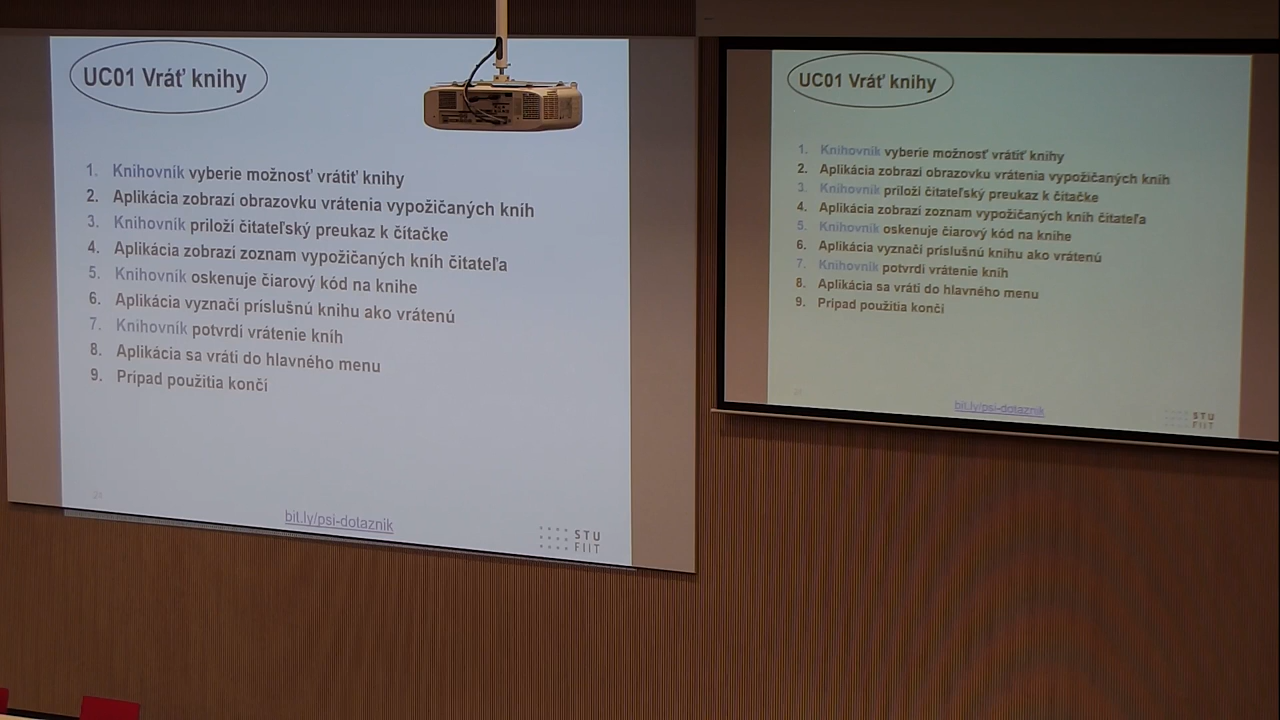 UC01 Vráť knihy
1. Knihovník vyberie možnosť vrátiť knihy
2. Aplikácia zobrazí obrazovku vrátenia vypožičaných kníh
3. Knihovník priloží čitateľský preukaz k čítačke
4. Aplikácia zobrazí zoznam vypožičaných kníh čitateľa
5. Knihovník oskenuje čiarový kód na knihe
6. Aplikácia vyznačí príslušnú knihu ako vrátenú
7. Knihovník potvrdí vrátenie kníh
8. Aplikácia sa vráti do hlavného menu
9. Prípad použitia končí
bit.ly/psi-dotaznik
STU
FIIT
UC01 Vráť knihy
1. Knihovník vyberie možnosť vrátiť knihy
2. Aplikácia zobrazí obrazovku vrátenia vypožičaných kníh
3. Knihovník priloží čitateľský preukaz k čítačke
4. Aplikácia zobrazí zoznam vypožičaných kníh čitateľa
5. Knihovník oskenuje čiarový kód na knihe
6. Aplikácia vyznačí príslušnú knihu ako vrátenú
7. Knihovník potvrdí vrátenie kníh
8. Aplikácia sa vráti do hlavného menu
9. Prípad použitia končí
bit.ly/psi-dotaznik
STU
FIIT